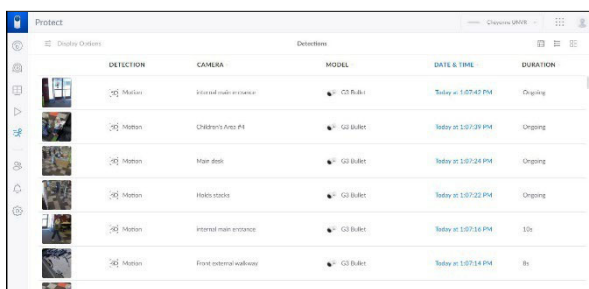 Protect
Cheyenne UNVR
Display Options
Detections
DETECTION CAMERA MODEL DATE & TIME DURATION
Motion internal main entrance G3 Bullet Today at 1:07:42 PM Ongoing
Motion Children's Area #4 G3 Bullet Today at 1:07:39 PM Ongoing
Motion Main desk G3 Bullet Today at 1:07:24 PM Ongoing
Motion Holds stacks G3 Bullet Today at 1:07:22 PM Ongoing
Motion internal main entrance G3 Bullet Today at 1:07:16 PM 10s
Motion Front external walkway G3 Bullet Today at 1:07:14 PM 8s